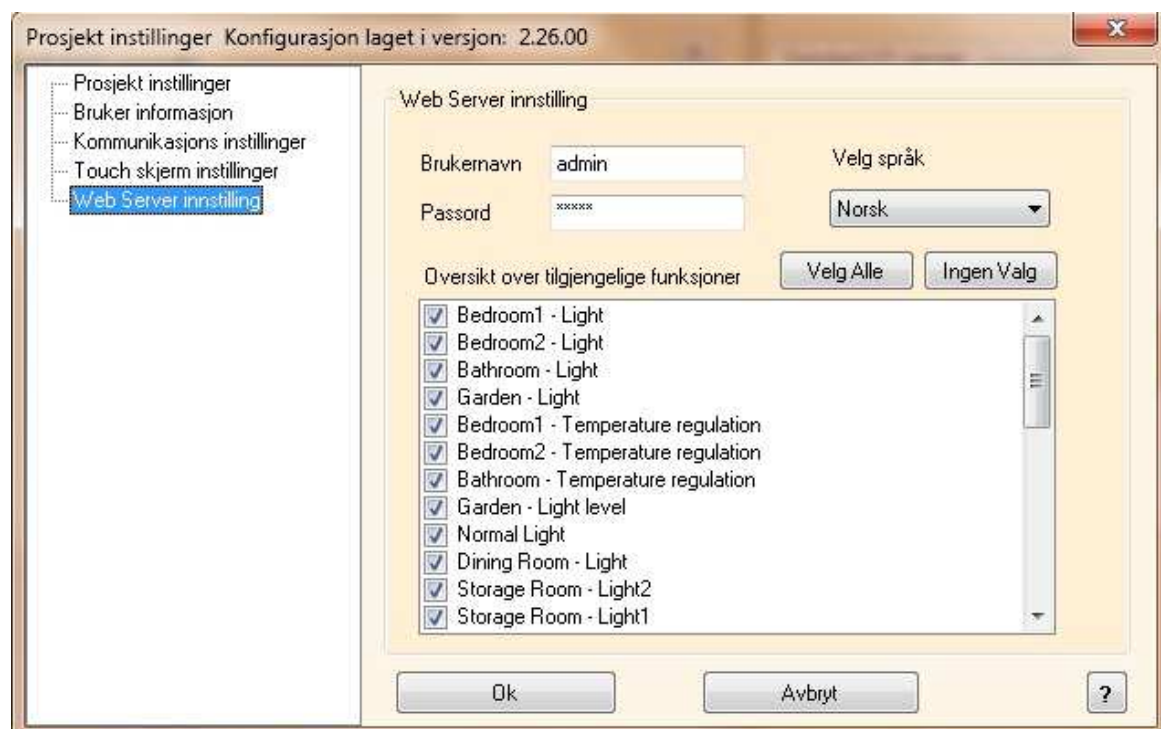 Prosjekt instillinger Konfigurasjon laget i versjon: 2.26.00
Prosjekt instillinger
Bruker informasjon
Kommunikasjons instillinger
Touch skjerm instillinger
Web Server innstilling
Web Server innstilling
Brukernavn admin
Velg språk
Passord *****
Norsk
Oversikt over tilgjengelige funksjoner
Velg Alle
Ingen Valg
Bedroom1 - Light
Bedroom2 - Light
Bathroom - Light
Garden - Light
Bedroom1 - Temperature regulation
Bedroom2 - Temperature regulation
Bathroom - Temperature regulation
Garden - Light level
Normal Light
Dining Room - Light
Storage Room - Light2
Storage Room - Light1
Ok
Avbryt
?